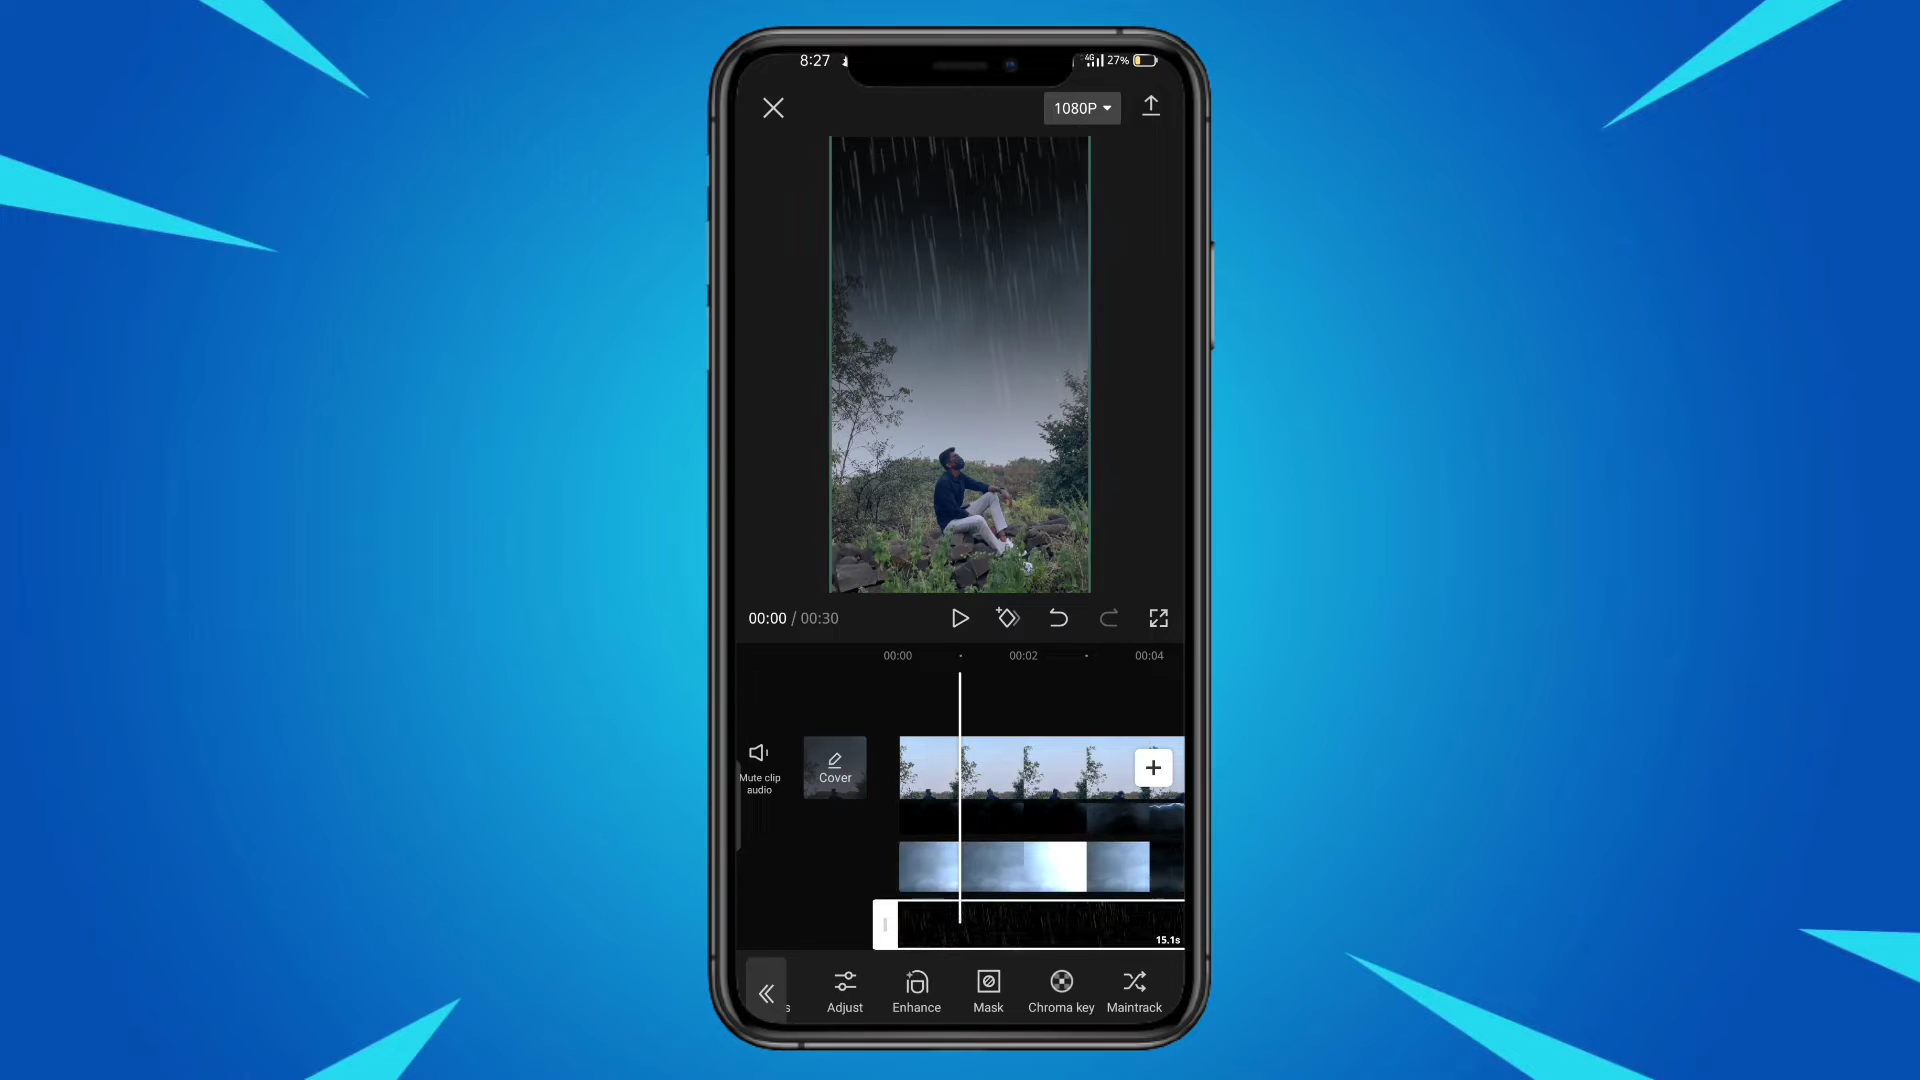 8:27
4G 27%
1080P
00:00 / 00:30
00:00 00:02 00:04
Mute clip audio
Cover
15.1s
s Adjust Enhance Mask Chroma key Maintrack